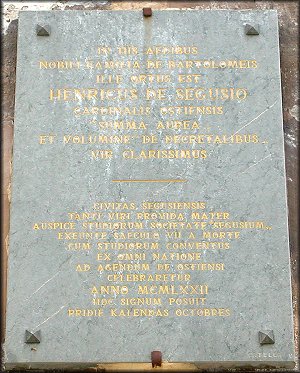 IN HIS AEDIBUS
NOBILI FAMILIA DE BARTOLOMEIS
ILLE ORTUS EST
HENRICUS DE SEGUSIO
CARDINALIS OSTIENSIS
SUMMA AUREA
ET VOLUMINE DE DECRETALIBUS
VIR CLARISSIMUS
CIVITAS SEGUSIENSIS
TANTI VIRI PROVIDA MATER
AUSPICE STUDIORUM SOCIETATE SEGUSIUM
EXEUNTE SAECULO VII A MORTE
CUM STUDIORUM CONVENTUS
EX OMNI NATIONE
AD AGENDUM DE OSTIENSI
CELEBRARETUR
ANNO MCMLXXII
HOC SIGNUM POSUIT
PRIDIE KALENDAS OCTOBRES